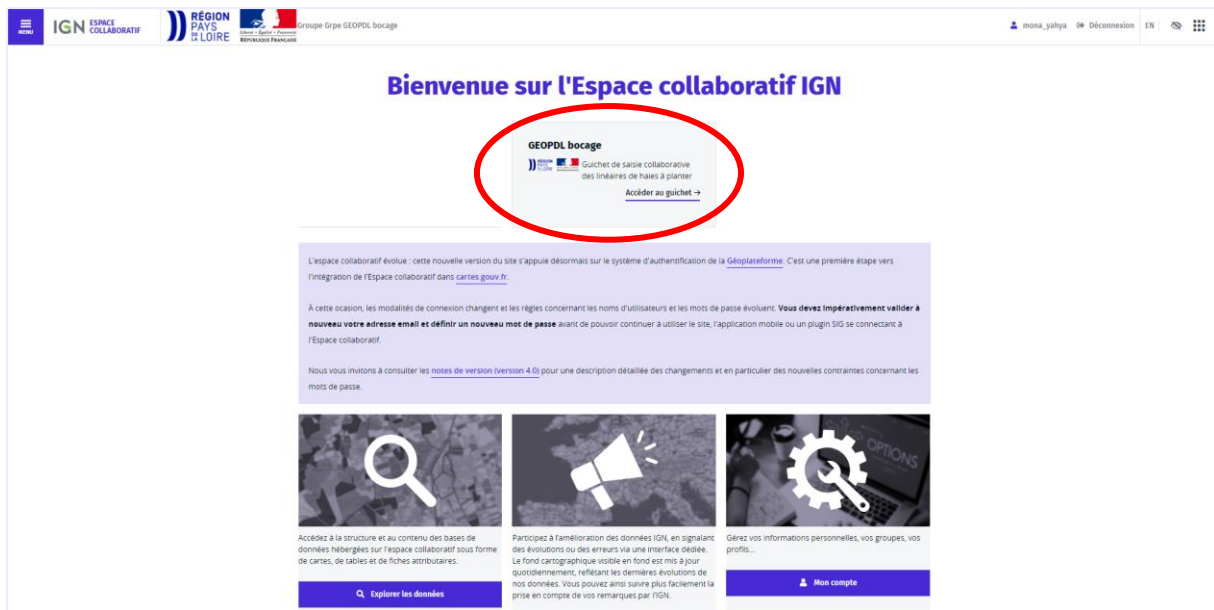 MENU
IGN ESPACE COLLABORATIF
RÉGION PAYS DE LA LOIRE
RÉPUBLIQUE FRANÇAISE
Groupe Grpe GEOPDL bocage
mona_yahya Déconnexion EN
Bienvenue sur l'Espace collaboratif IGN
GEOPDL bocage
Guichet de saisie collaborative
des linéaires de haies à planter
Accéder au guichet →
L'espace collaboratif évolue : cette nouvelle version du site s'appuie désormais sur le système d'authentification de la Géoplateforme. C'est une première étape vers
l'intégration de l'Espace collaboratif dans cartes.gouv.fr.
À cette ocasion, les modalités de connexion changent et les règles concernant les noms d'utilisateurs et les mots de passe évoluent. Vous devez impérativement valider à
nouveau votre adresse email et définir un nouveau mot de passe avant de pouvoir continuer à utiliser le site, l'application mobile ou un plugin SIG se connectant à
l'Espace collaboratif.
Nous vous invitons à consulter les notes de version (version 4.0) pour une description détaillée des changements et en particulier des nouvelles contraintes concernant les
mots de passe.
OPTIONS
Accédez à la structure et au contenu des bases de
données hébergées sur l'espace collaboratif sous forme
de cartes, de tables et de fiches attributaires.
Explorer les données
Participez à l'amélioration des données IGN, en signalant
des évolutions ou des erreurs via une interface dédiée.
Le fond cartographique visible en fond est mis à jour
quotidiennement, reflétant les dernières évolutions de
nos données. Vous pouvez ainsi suivre plus facilement la
prise en compte de vos remarques par l'IGN.
Gérez vos informations personnelles, vos groupes, vos
profils...
Mon compte